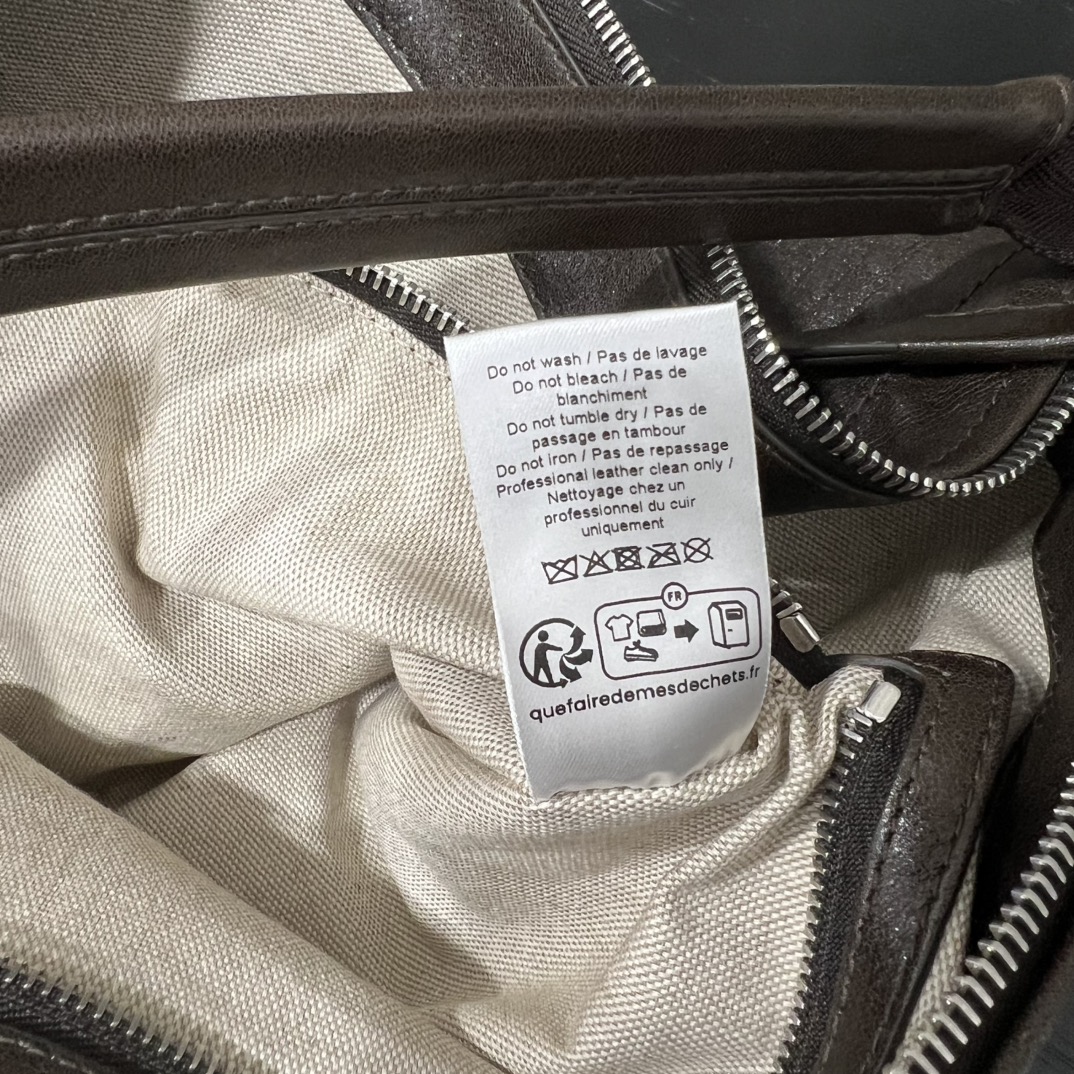 Do not wash / Pas de lavage
Do not bleach / Pas de
blanchiment
Do not tumble dry / Pas de
passage en tambour
Do not iron / Pas de repassage
Professional leather clean only /
Nettoyage chez un
professionnel du cuir
uniquement
FR
quefairedemesdechets.fr